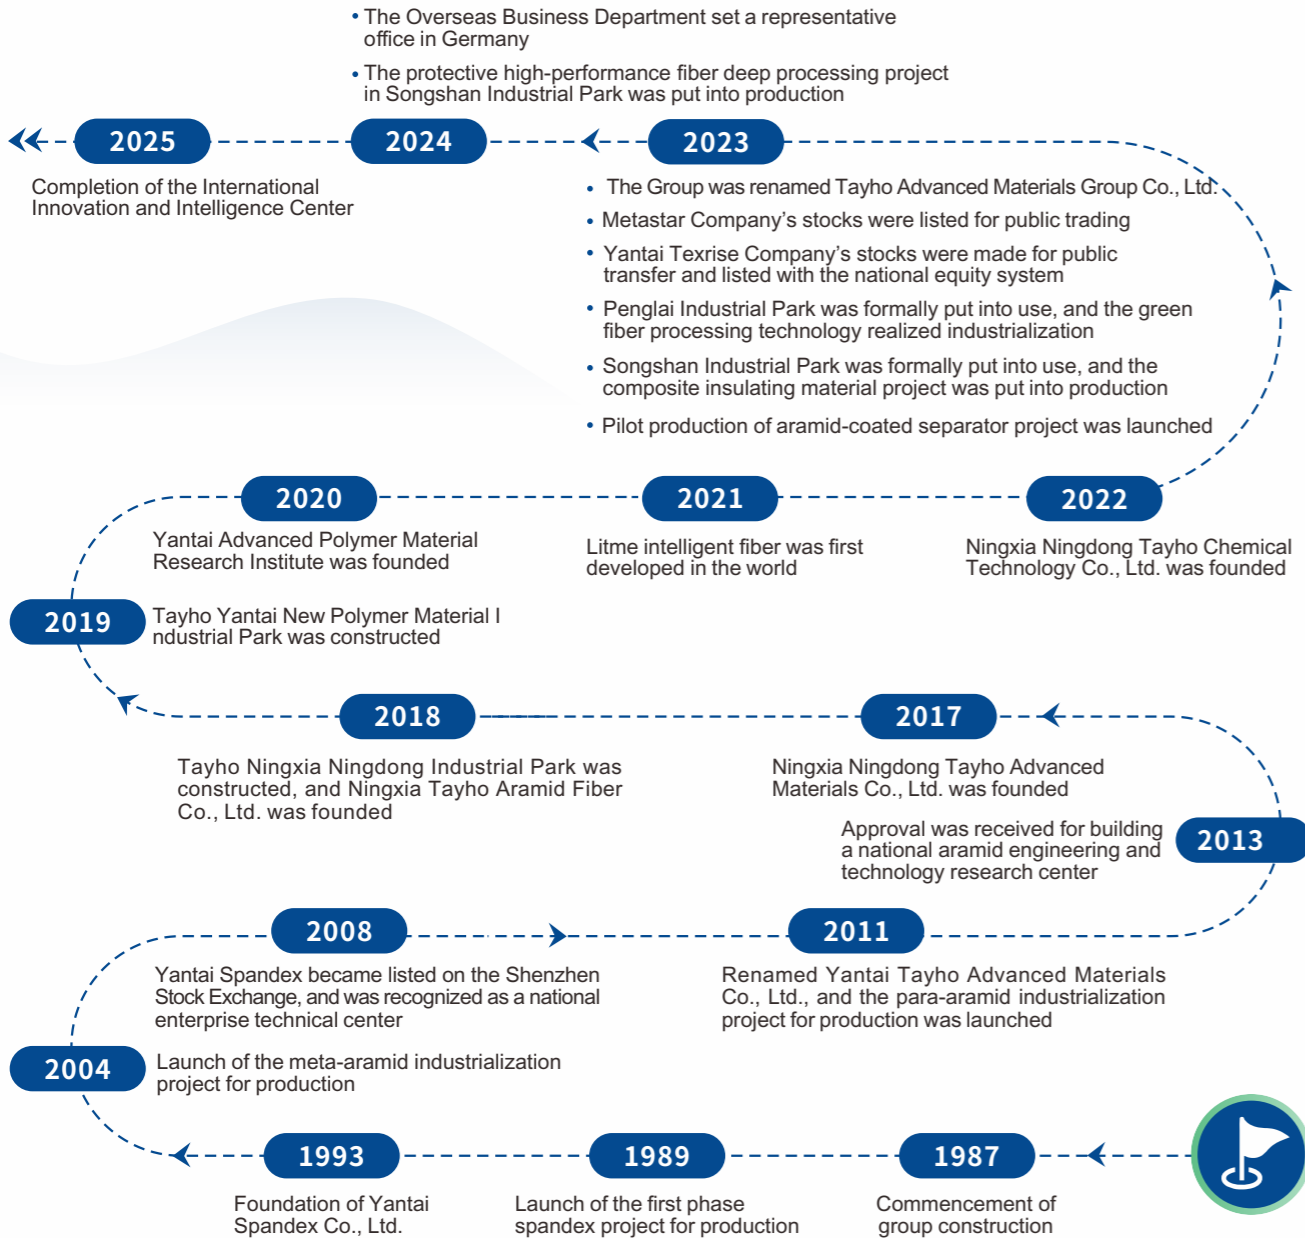 • The Overseas Business Department set a representative
office in Germany
• The protective high-performance fiber deep processing project
in Songshan Industrial Park was put into production
2025
2024
2023
Completion of the International
Innovation and Intelligence Center
• The Group was renamed Tayho Advanced Materials Group Co., Ltd.
• Metastar Company's stocks were listed for public trading
• Yantai Texrise Company's stocks were made for public
transfer and listed with the national equity system
• Penglai Industrial Park was formally put into use, and the green
fiber processing technology realized industrialization
• Songshan Industrial Park was formally put into use, and the
composite insulating material project was put into production
• Pilot production of aramid-coated separator project was launched
2020
2021
2022
Yantai Advanced Polymer Material
Research Institute was founded
Litme intelligent fiber was first
developed in the world
Ningxia Ningdong Tayho Chemical
Technology Co., Ltd. was founded
2019
Tayho Yantai New Polymer Material I
ndustrial Park was constructed
2018
2017
Tayho Ningxia Ningdong Industrial Park was
constructed, and Ningxia Tayho Aramid Fiber
Co., Ltd. was founded
Ningxia Ningdong Tayho Advanced
Materials Co., Ltd. was founded
Approval was received for building
a national aramid engineering and
technology research center
2013
2008
2011
Yantai Spandex became listed on the Shenzhen
Stock Exchange, and was recognized as a national
enterprise technical center
Renamed Yantai Tayho Advanced Materials
Co., Ltd., and the para-aramid industrialization
project for production was launched
2004
Launch of the meta-aramid industrialization
project for production
1993
1989
1987
Foundation of Yantai
Spandex Co., Ltd.
Launch of the first phase
spandex project for production
Commencement of
group construction